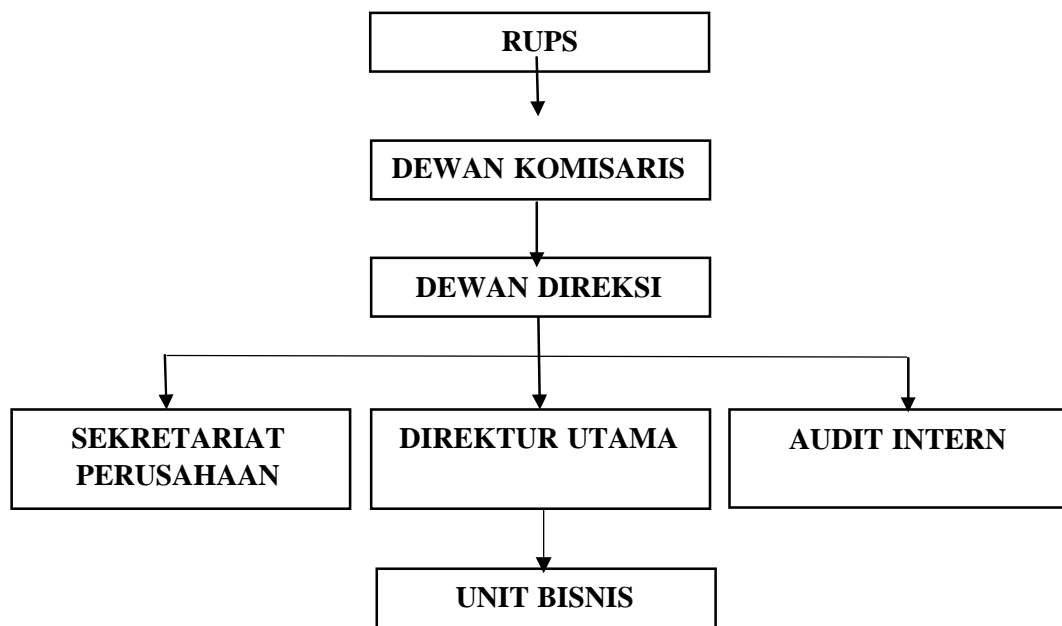 RUPS
DEWAN KOMISARIS
DEWAN DIREKSI
SEKRETARIAT
PERUSAHAAN
DIREKTUR UTAMA
AUDIT INTERN
UNIT BISNIS